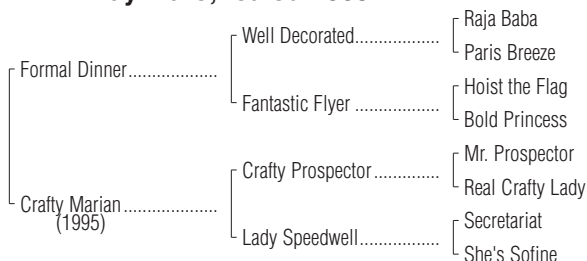 Raja Baba
Well Decorated
Paris Breeze
Formal Dinner
Hoist the Flag
Fantastic Flyer
Bold Princess
Mr. Prospector
Crafty Prospector
Real Crafty Lady
Crafty Marian
(1995)
Secretariat
Lady Speedwell
She's Sofine